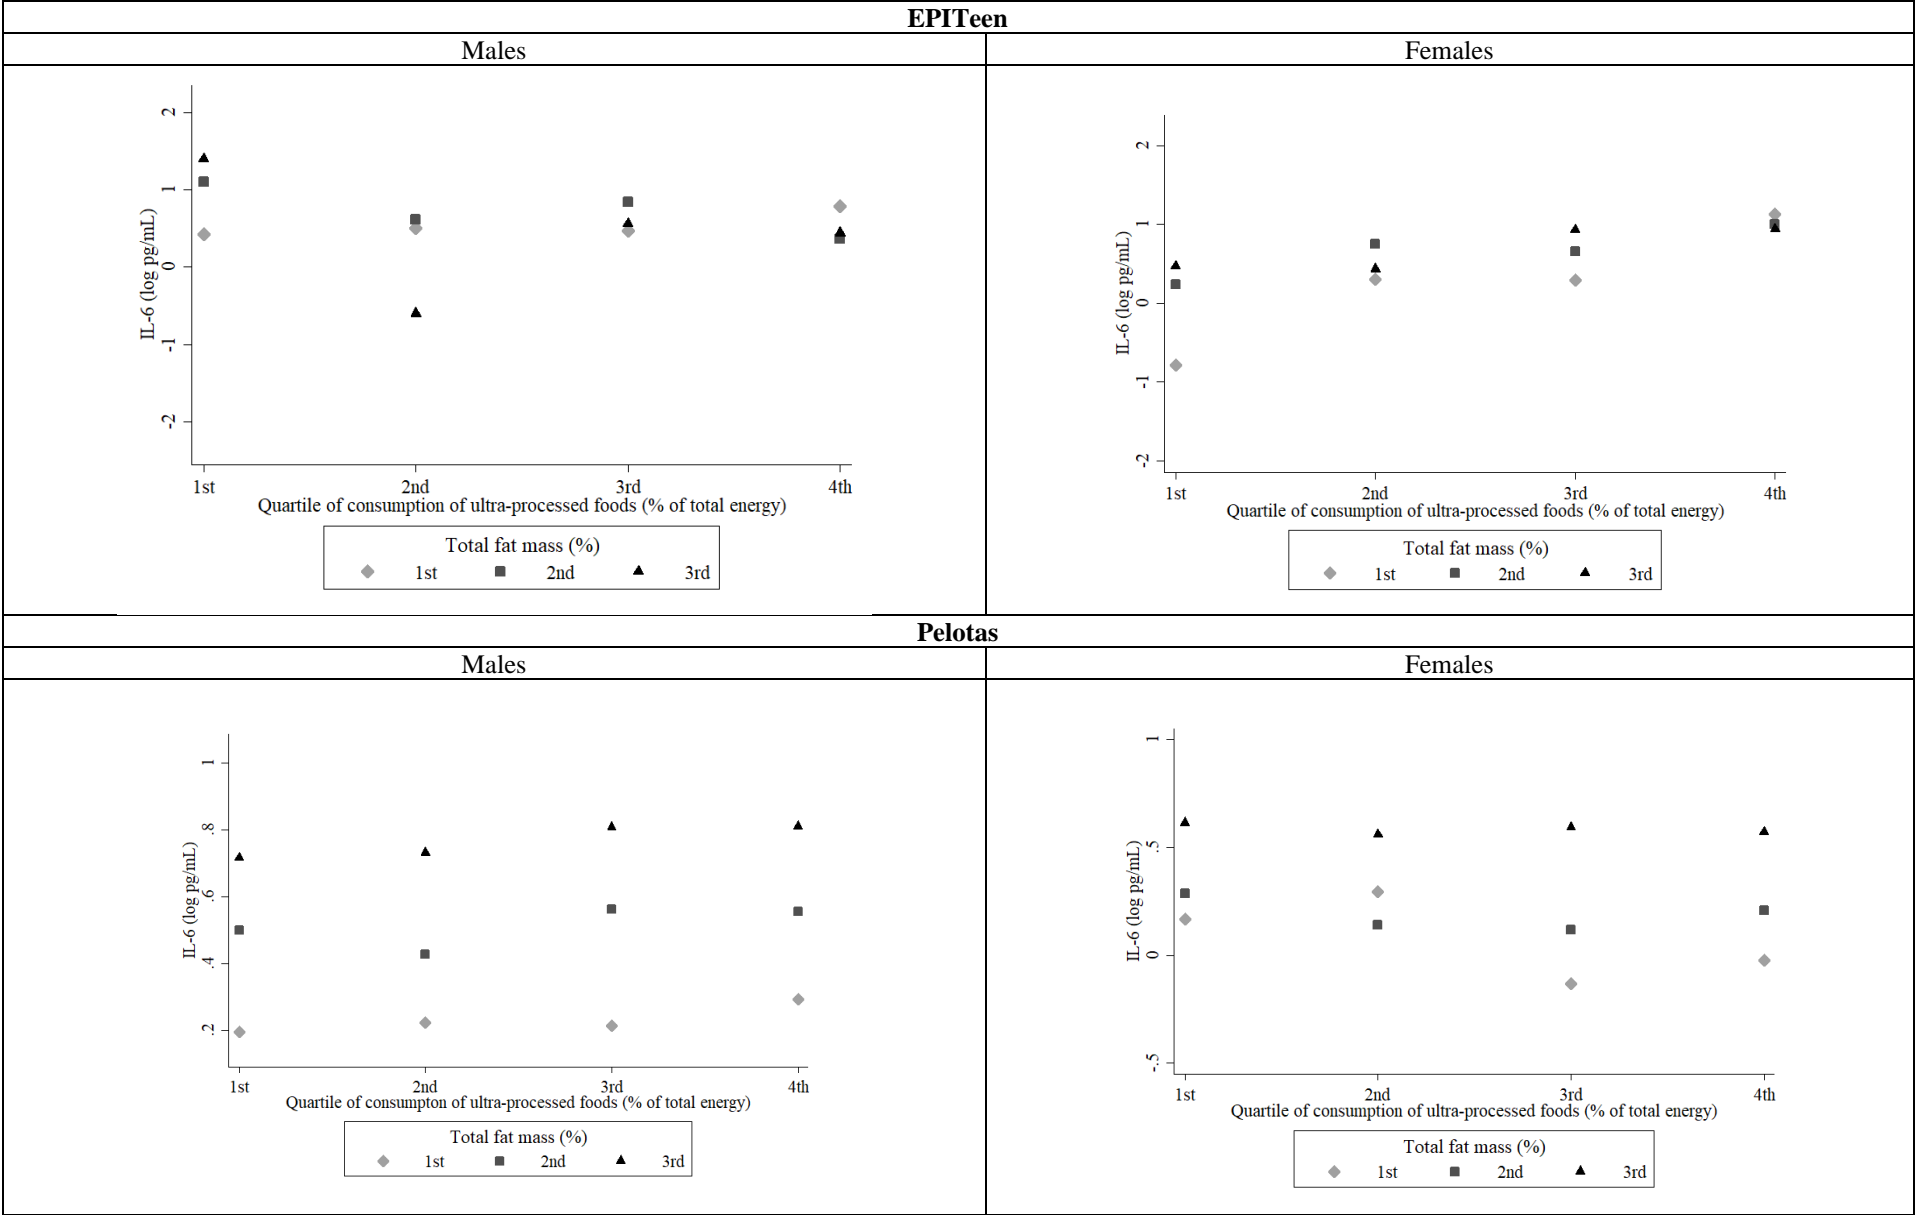 EPITeen
Males
Females
2
1
0
-1
-2
IL-6 (log pg/mL)
1st 2nd 3rd 4th
Quartile of consumption of ultra-processed foods (% of total energy)
Total fat mass (%)
1st 2nd 3rd
2
1
0
-1
-2
IL-6 (log pg/mL)
1st 2nd 3rd 4th
Quartile of consumption of ultra-processed foods (% of total energy)
Total fat mass (%)
1st 2nd 3rd
Pelotas
Males
Females
1
.8
.6
.4
.2
IL-6 (log pg/mL)
1st 2nd 3rd 4th
Quartile of consumpton of ultra-processed foods (% of total energy)
Total fat mass (%)
1st 2nd 3rd
1
.5
0
-.5
IL-6 (log pg/mL)
1st 2nd 3rd 4th
Quartile of consumption of ultra-processed foods (% of total energy)
Total fat mass (%)
1st 2nd 3rd